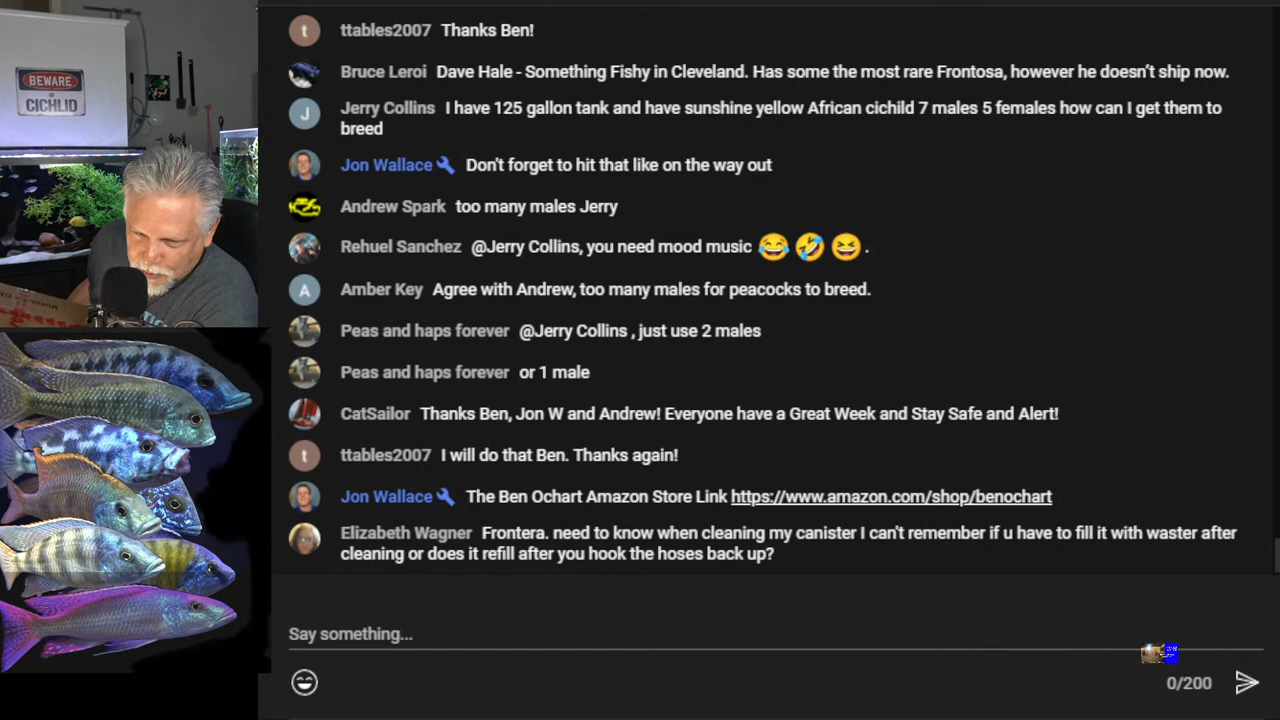 BEWARE
OF
CICHLID
t ttables2007 Thanks Ben!
Bruce Leroi Dave Hale - Something Fishy in Cleveland. Has some the most rare Frontosa, however he doesn't ship now.
J Jerry Collins I have 125 gallon tank and have sunshine yellow African cichild 7 males 5 females how can I get them to
breed
Jon Wallace Don't forget to hit that like on the way out
Andrew Spark too many males Jerry
Rehuel Sanchez @Jerry Collins, you need mood music 😂 🤣 😆 .
A Amber Key Agree with Andrew, too many males for peacocks to breed.
Peas and haps forever @Jerry Collins , just use 2 males
Peas and haps forever or 1 male
CatSailor Thanks Ben, Jon W and Andrew! Everyone have a Great Week and Stay Safe and Alert!
t ttables2007 I will do that Ben. Thanks again!
Jon Wallace The Ben Ochart Amazon Store Link https://www.amazon.com/shop/benochart
Elizabeth Wagner Frontera. need to know when cleaning my canister I can't remember if u have to fill it with waster after
cleaning or does it refill after you hook the hoses back up?
Say something...
0/200